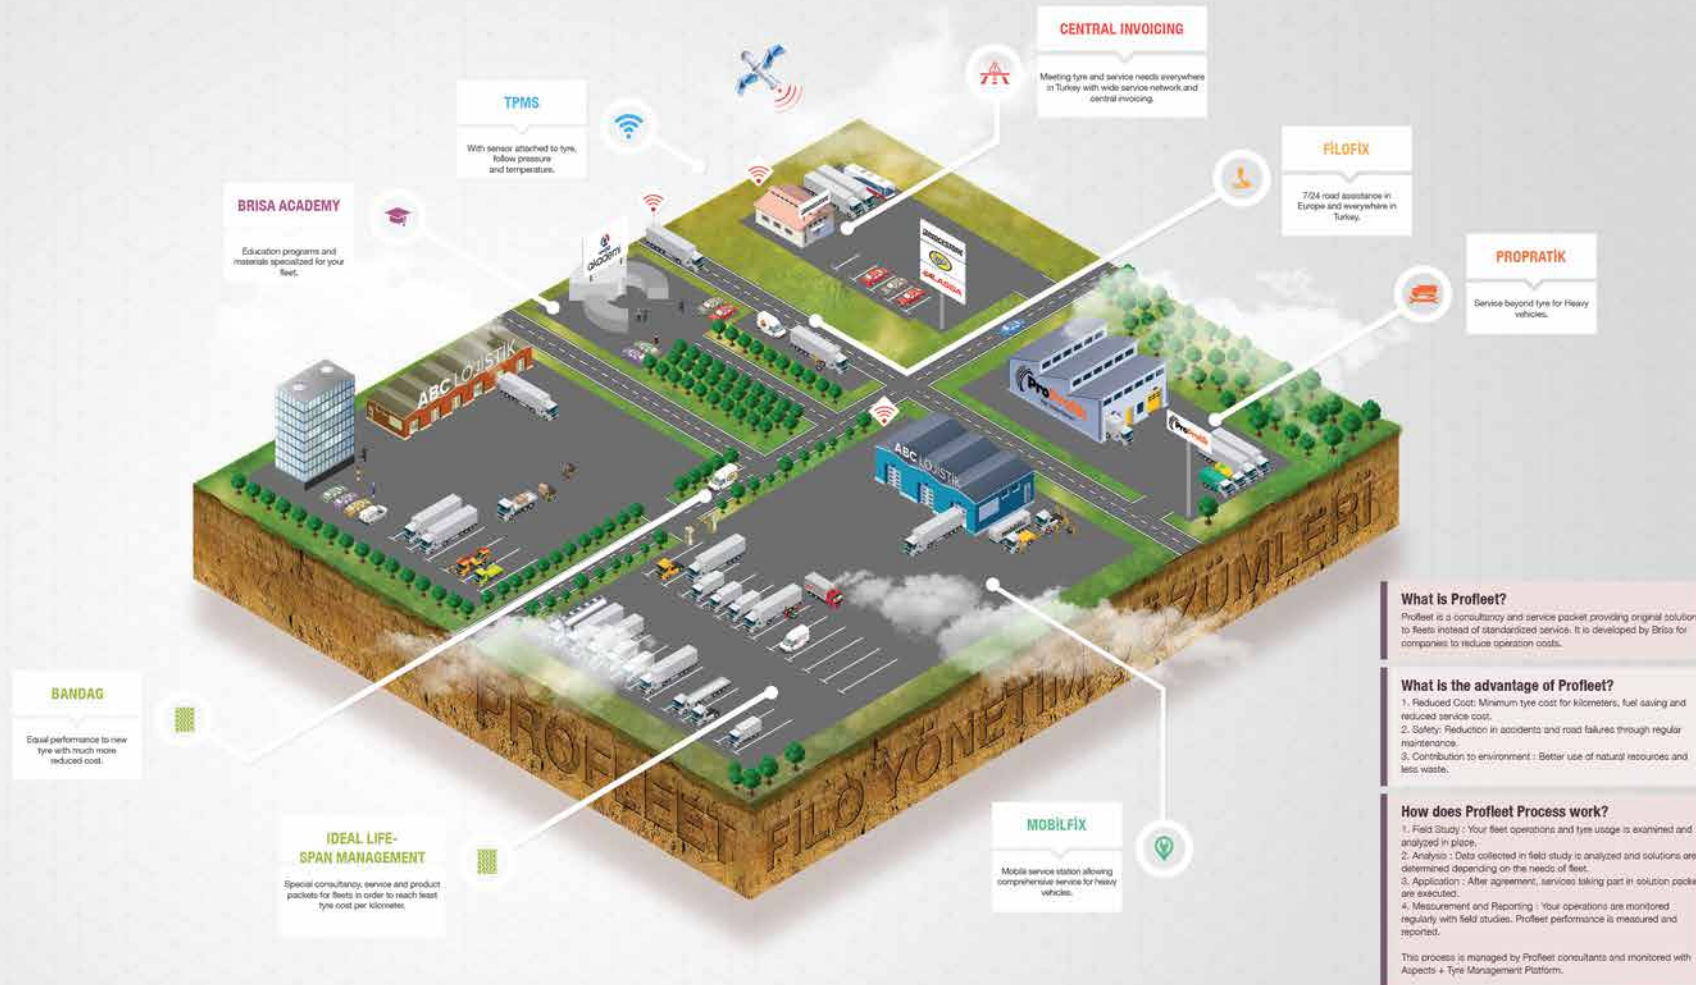 CENTRAL INVOICING
Meeting tyre and service needs everywhere
in Turkey with wide service network and
central invoicing.
TPMS
With sensor attached to tyre,
follow pressure
and temperature.
FİLOFİX
7/24 road assistance in
Europe and everywhere in
Turkey.
BRISA ACADEMY
Education programs and
materials specialized for your
fleet.
PROPRATİK
Service beyond tyre for Heavy
vehicles.
akademi
BRIDGESTONE
LASSA
ABC LOJİSTİK
ProPratik
ABC LOJİSTİK
ProPratik
BANDAG
Equal performance to new
tyre with much more
reduced cost.
IDEAL LIFE-
SPAN MANAGEMENT
Special consultancy, service and product
packets for fleets in order to reach least
tyre cost per kilometer.
MOBİLFİX
Mobile service station allowing
comprehensive service for heavy
vehicles.
PROFLEET FİLO YÖNETİM ÇÖZÜMLERİ
What is Profleet?
Profleet is a consultancy and service packet providing original solution
to fleets instead of standardized service. It is developed by Brisa for
companies to reduce operation costs.
What is the advantage of Profleet?
1. Reduced Cost: Minimum tyre cost for kilometers, fuel saving and
reduced service cost.
2. Safety: Reduction in accidents and road failures through regular
maintenance.
3. Contribution to environment : Better use of natural resources and
less waste.
How does Profleet Process work?
1. Field Study : Your fleet operations and tyre usage is examined and
analyzed in place.
2. Analysis : Data collected in field study is analyzed and solutions are
determined depending on the needs of fleet.
3. Application : After agreement, services taking part in solution packe
are executed.
4. Measurement and Reporting : Your operations are monitored
regularly with field studies. Profleet performance is measured and
reported.
This process is managed by Profleet consultants and monitored with
Aspects + Tyre Management Platform.